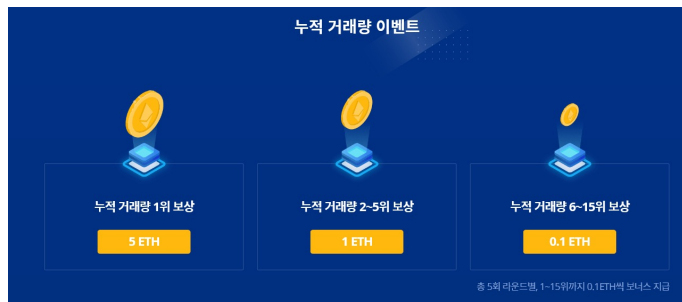 누적 거래량 이벤트
누적 거래량 1위 보상
5 ETH
누적 거래량 2~5위 보상
1 ETH
누적 거래량 6~15위 보상
0.1 ETH
총 5회 라운드별, 1~15위까지 0.1ETH씩 보너스 지급